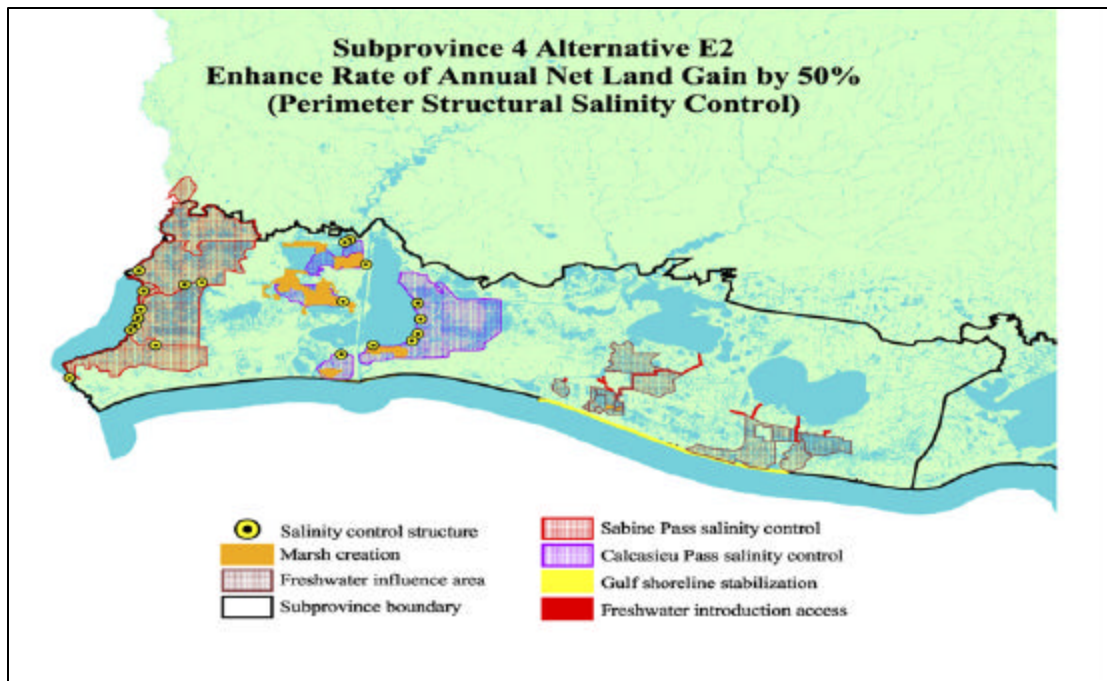 Subprovince 4 Alternative E2
Enhance Rate of Annual Net Land Gain by 50%
(Perimeter Structural Salinity Control)
Salinity control structure
Marsh creation
Freshwater influence area
Subprovince boundary
Sabine Pass salinity control
Calcasieu Pass salinity control
Gulf shoreline stabilization
Freshwater introduction access